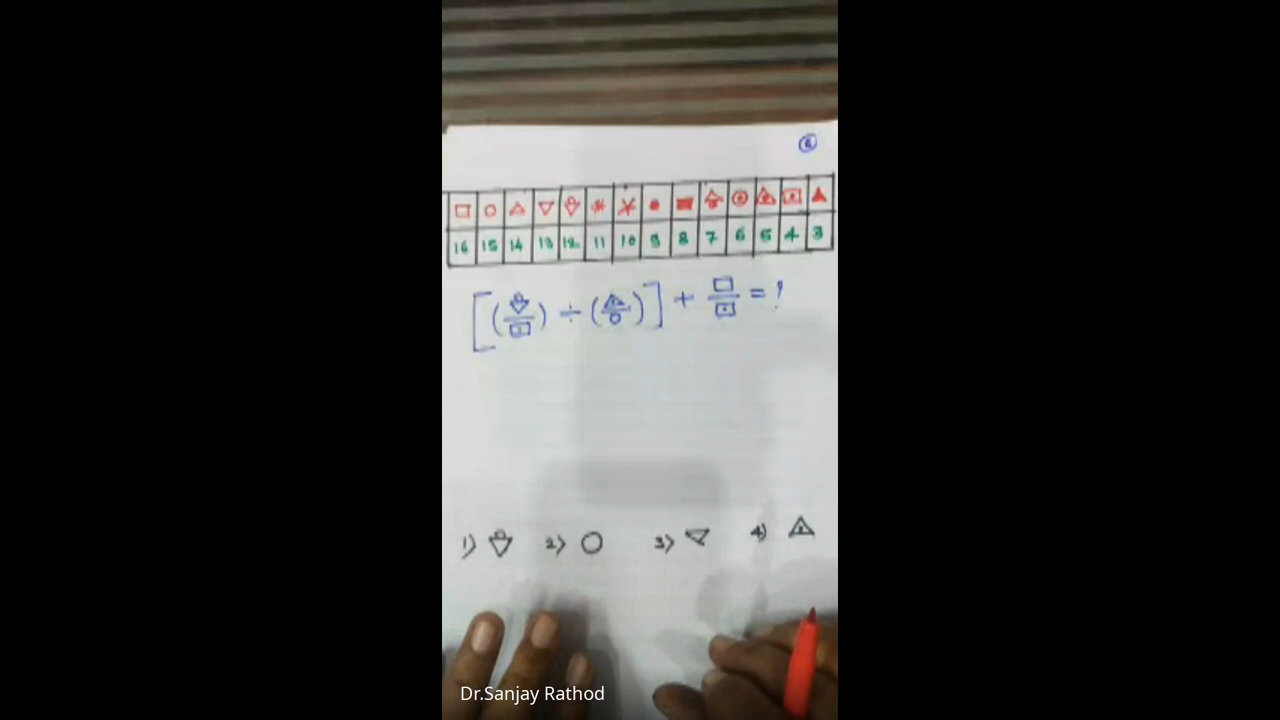 ②
□ ○ △ ▽ * • ■ ⊙ ▲
16 15 14 13 12 11 10 9 8 7 6 5 4 3
[( / ) ÷ ( /○)] + □/⊡ = ?
1) 2) ○ 3) ▽ 4) ◬
Dr.Sanjay Rathod